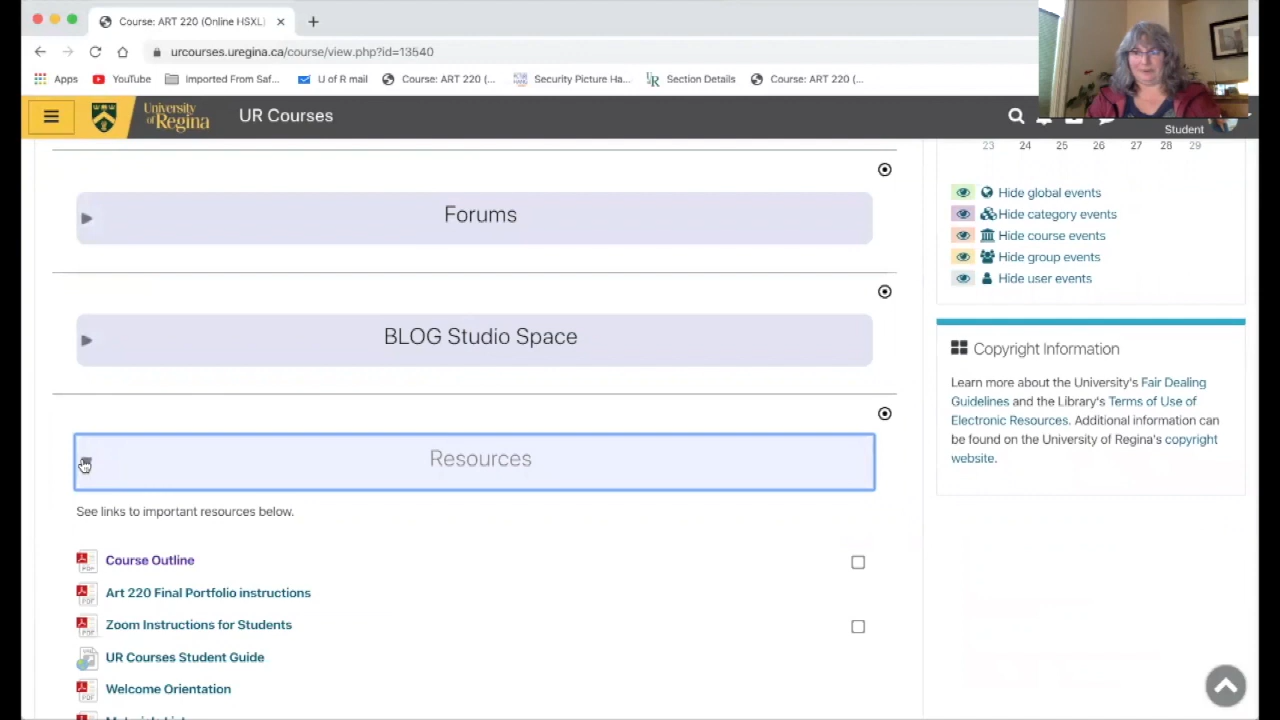 Course: ART 220 (Online HSXL)
urcourses.uregina.ca/course/view.php?id=13540
Apps YouTube Imported From Saf... U of R mail Course: ART 220 (... Security Picture Ha... Section Details Course: ART 220 (...
University of Regina
UR Courses
Student
23 24 25 26 27 28 29
Forums
Hide global events
Hide category events
Hide course events
Hide group events
Hide user events
BLOG Studio Space
Copyright Information
Learn more about the University's Fair Dealing
Guidelines and the Library's Terms of Use of
Electronic Resources. Additional information can
be found on the University of Regina's copyright
website.
Resources
See links to important resources below.
Course Outline
Art 220 Final Portfolio instructions
Zoom Instructions for Students
UR Courses Student Guide
Welcome Orientation